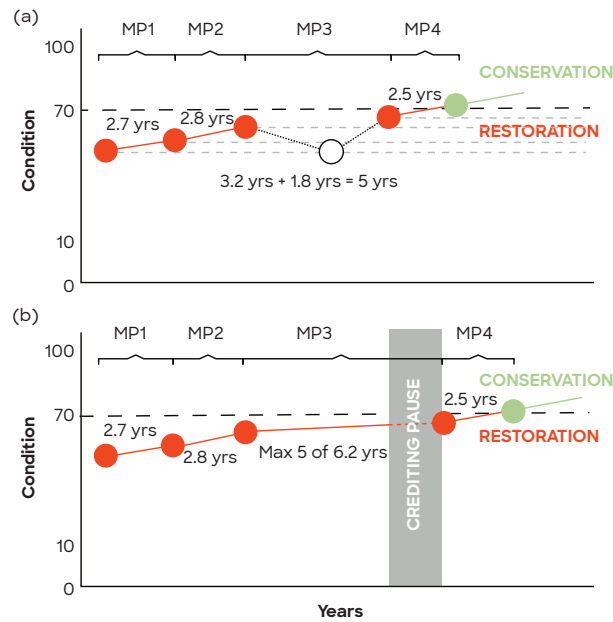 (a)
MP1 MP2 MP3 MP4
100
CONSERVATION
2.5 yrs
70
2.8 yrs
2.7 yrs
RESTORATION
3.2 yrs + 1.8 yrs = 5 yrs
Condition
10
0
(b)
MP1 MP2 MP3 MP4
100
CONSERVATION
2.5 yrs
70
2.7 yrs
RESTORATION
2.8 yrs
Max 5 of 6.2 yrs
CREDITING PAUSE
Condition
10
0
Years